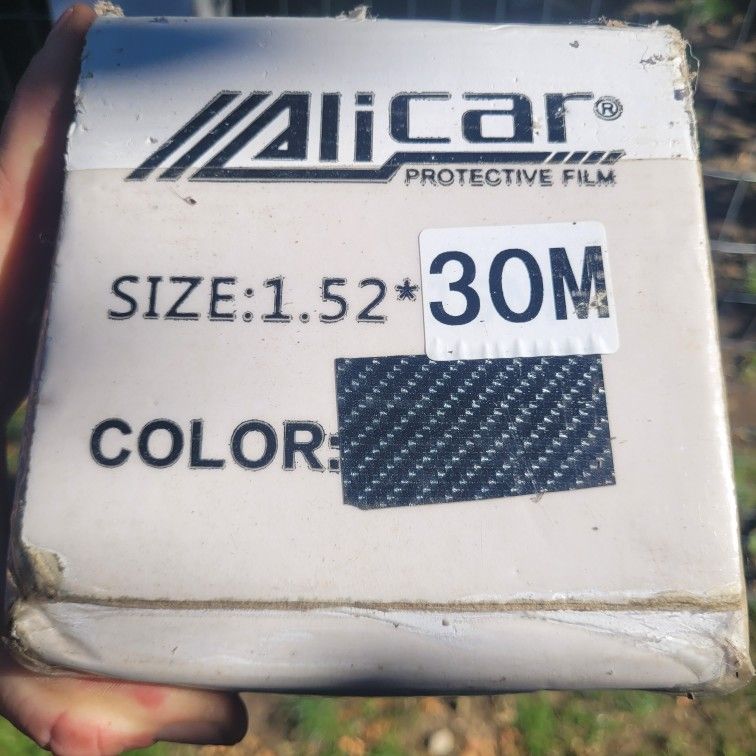 Alicar®
PROTECTIVE FILM
SIZE:1.52*30M
COLOR: